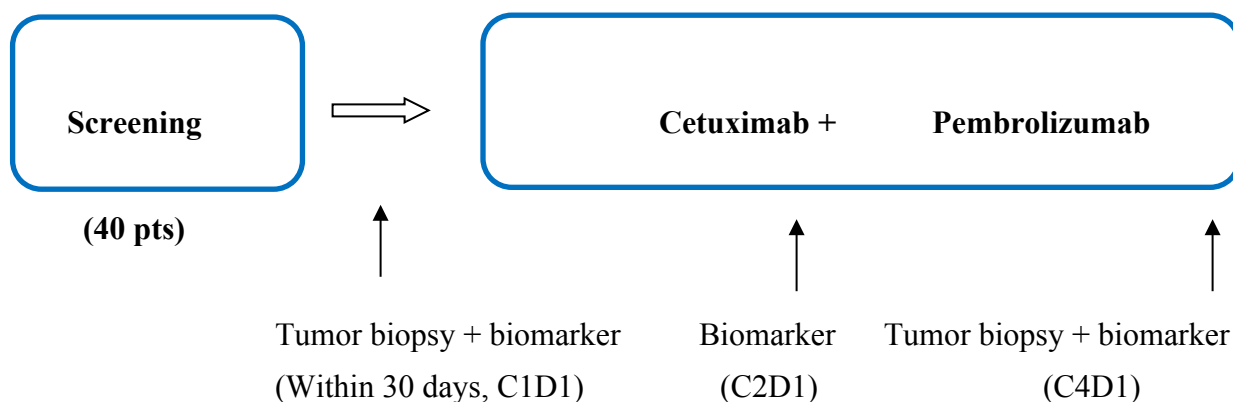 Screening
Cetuximab + Pembrolizumab
(40 pts)
Tumor biopsy + biomarker
(Within 30 days, C1D1)
Biomarker
(C2D1)
Tumor biopsy + biomarker
(C4D1)